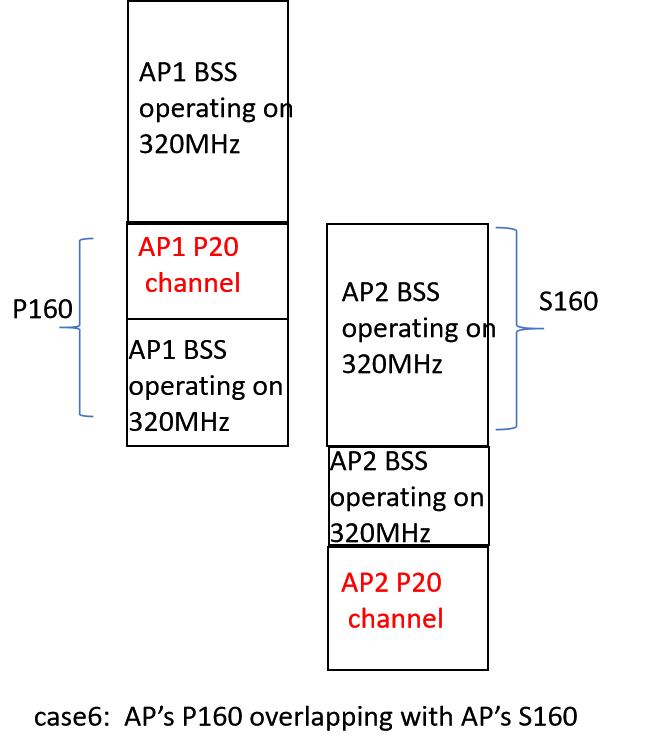 AP1 BSS
operating on
320MHz
AP1 P20
channel
P160
AP1 BSS
operating on
320MHz
AP2 BSS
operating on
320MHz
S160
AP2 BSS
operating on
320MHz
AP2 P20
channel
case6:  AP's P160 overlapping with AP's S160